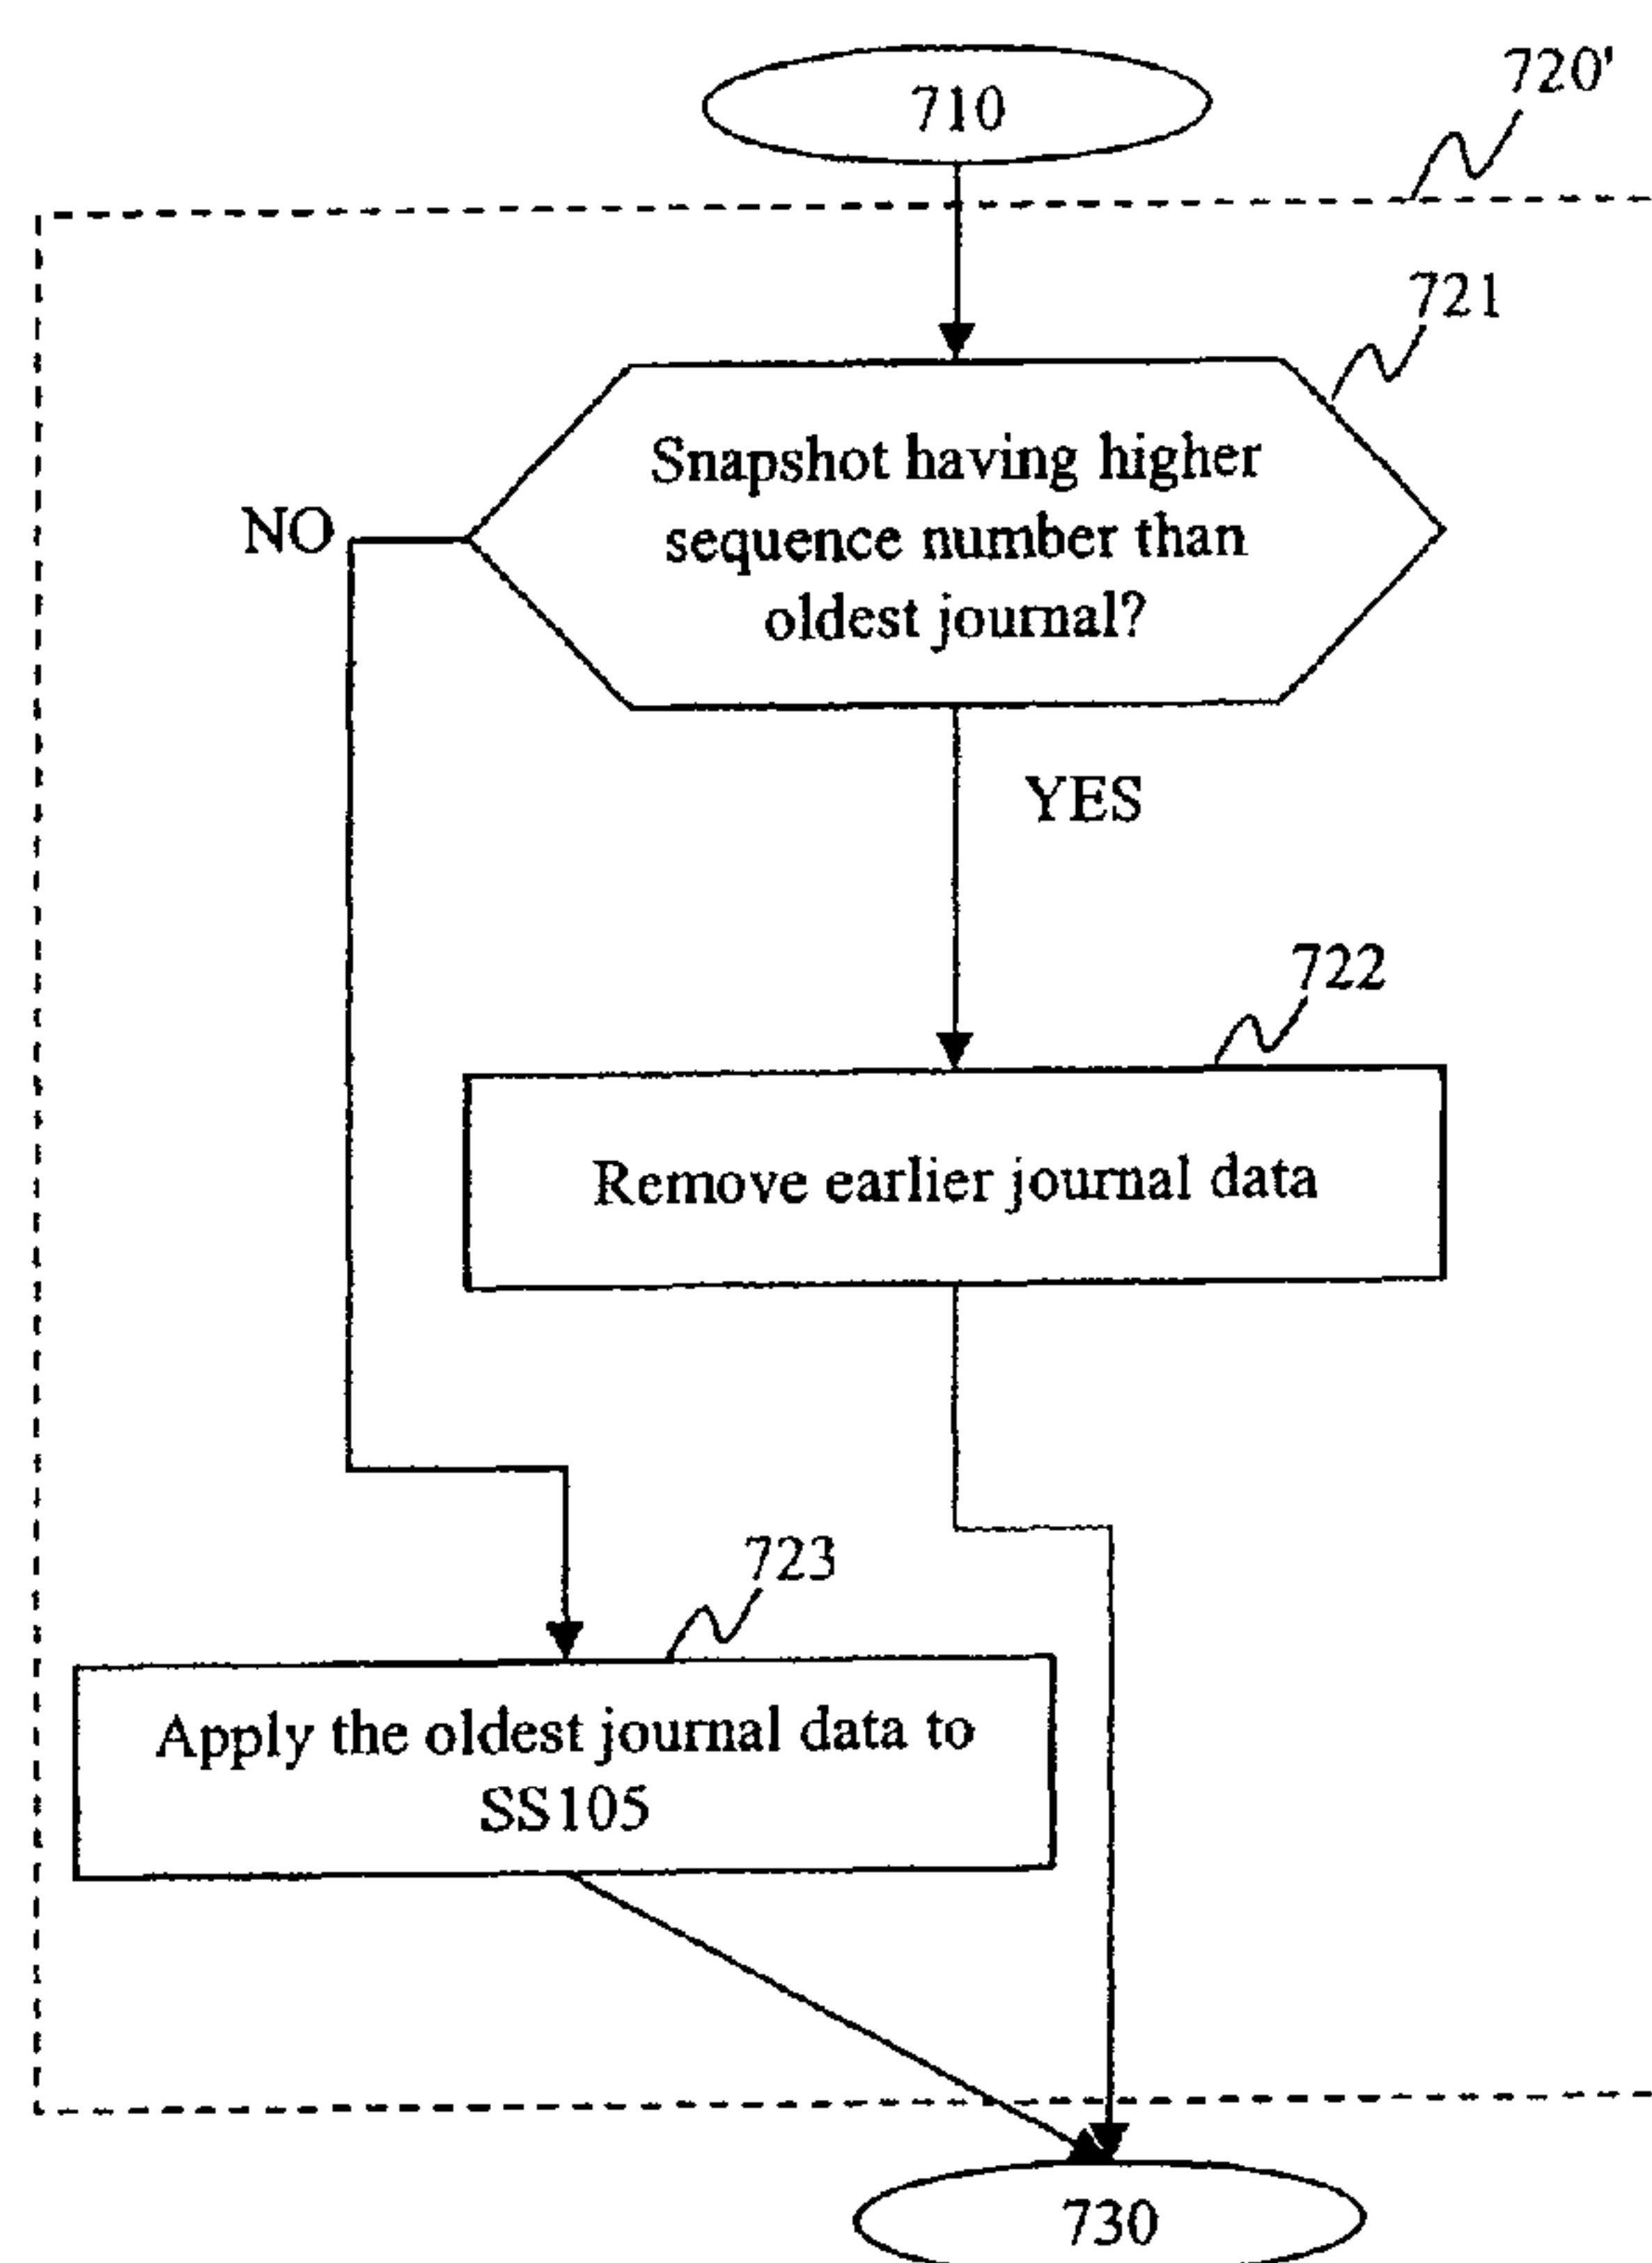 710
720'
721
Snapshot having higher
sequence number than
oldest journal?
NO
YES
722
Remove earlier journal data
723
Apply the oldest journal data to
SS105
730